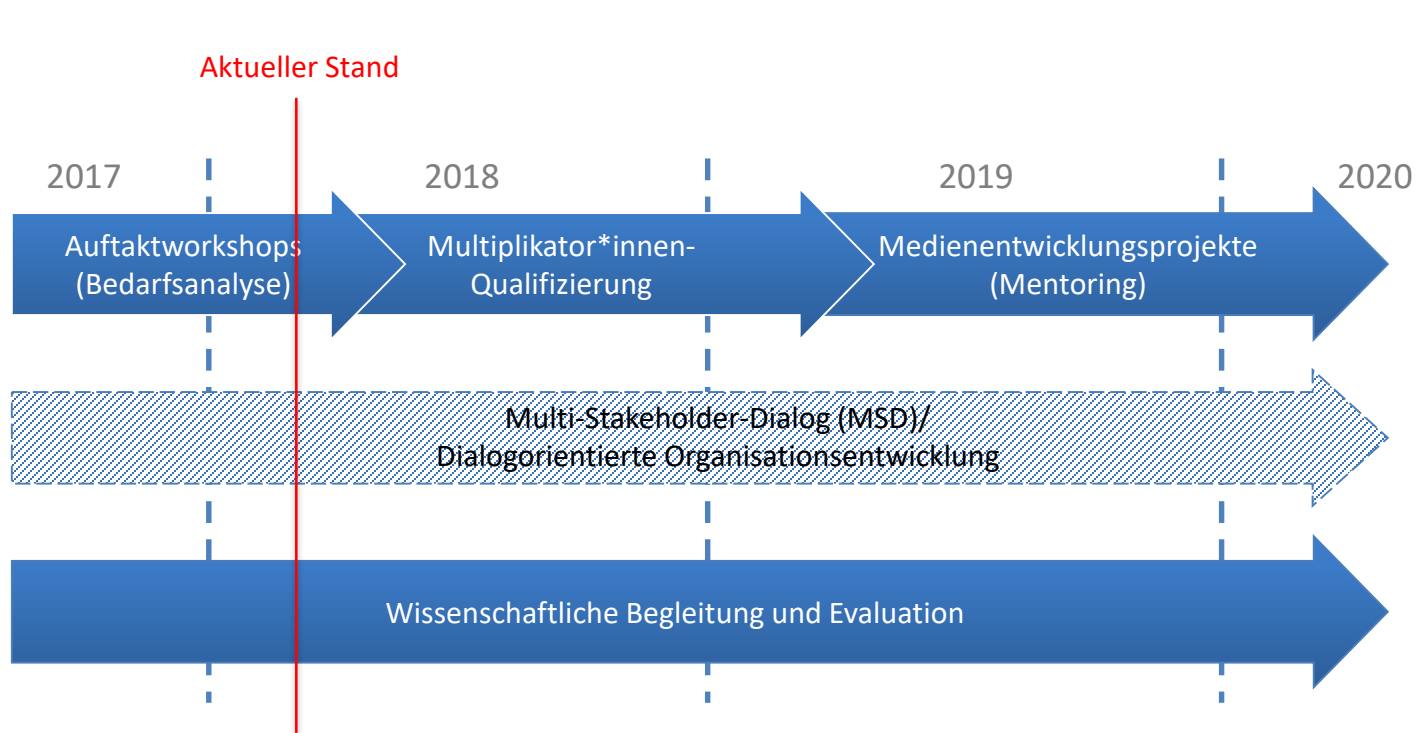 Aktueller Stand
2017
2018
2019
2020
Auftaktworkshops
(Bedarfsanalyse)
Multiplikator*innen-
Qualifizierung
Medienentwicklungsprojekte
(Mentoring)
Multi-Stakeholder-Dialog (MSD)/
Dialogorientierte Organisationsentwicklung
Wissenschaftliche Begleitung und Evaluation